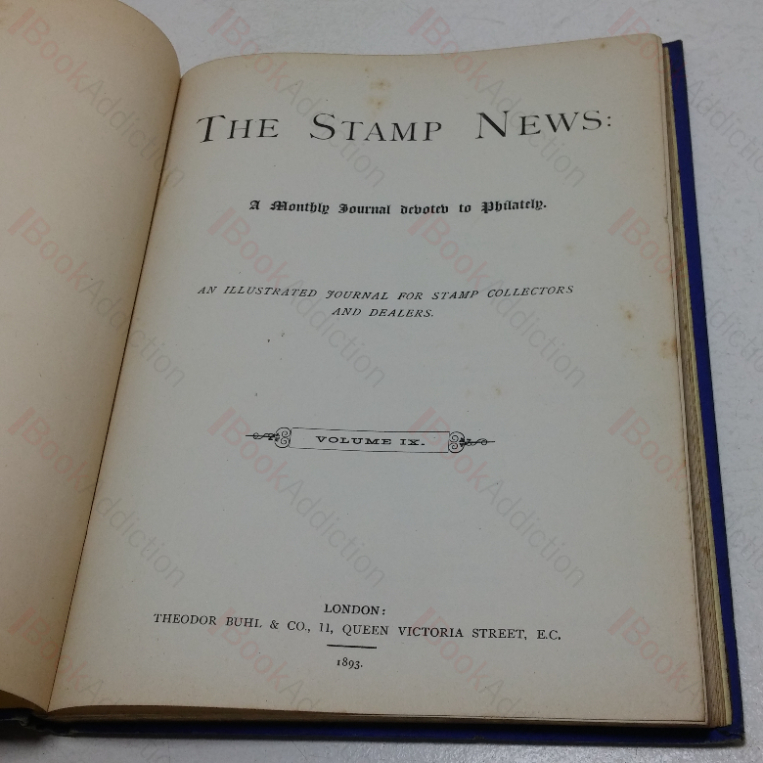 THE STAMP NEWS:
A Monthly Journal devoted to Philately.
AN ILLUSTRATED JOURNAL FOR STAMP COLLECTORS
AND DEALERS.
VOLUME IX.
LONDON:
THEODOR BUHL & CO., 11, QUEEN VICTORIA STREET, E.C.
1893.
BookAddiction